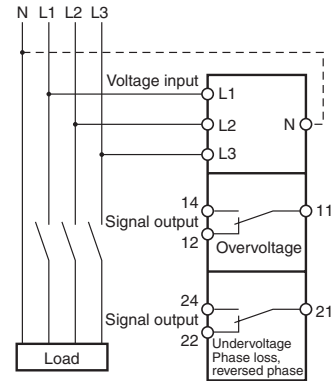 N L1 L2 L3
Voltage input
L1
L2
N
L3
14
11
Signal output
12
Overvoltage
24
21
Signal output
22
Undervoltage
Phase loss,
reversed phase
Load